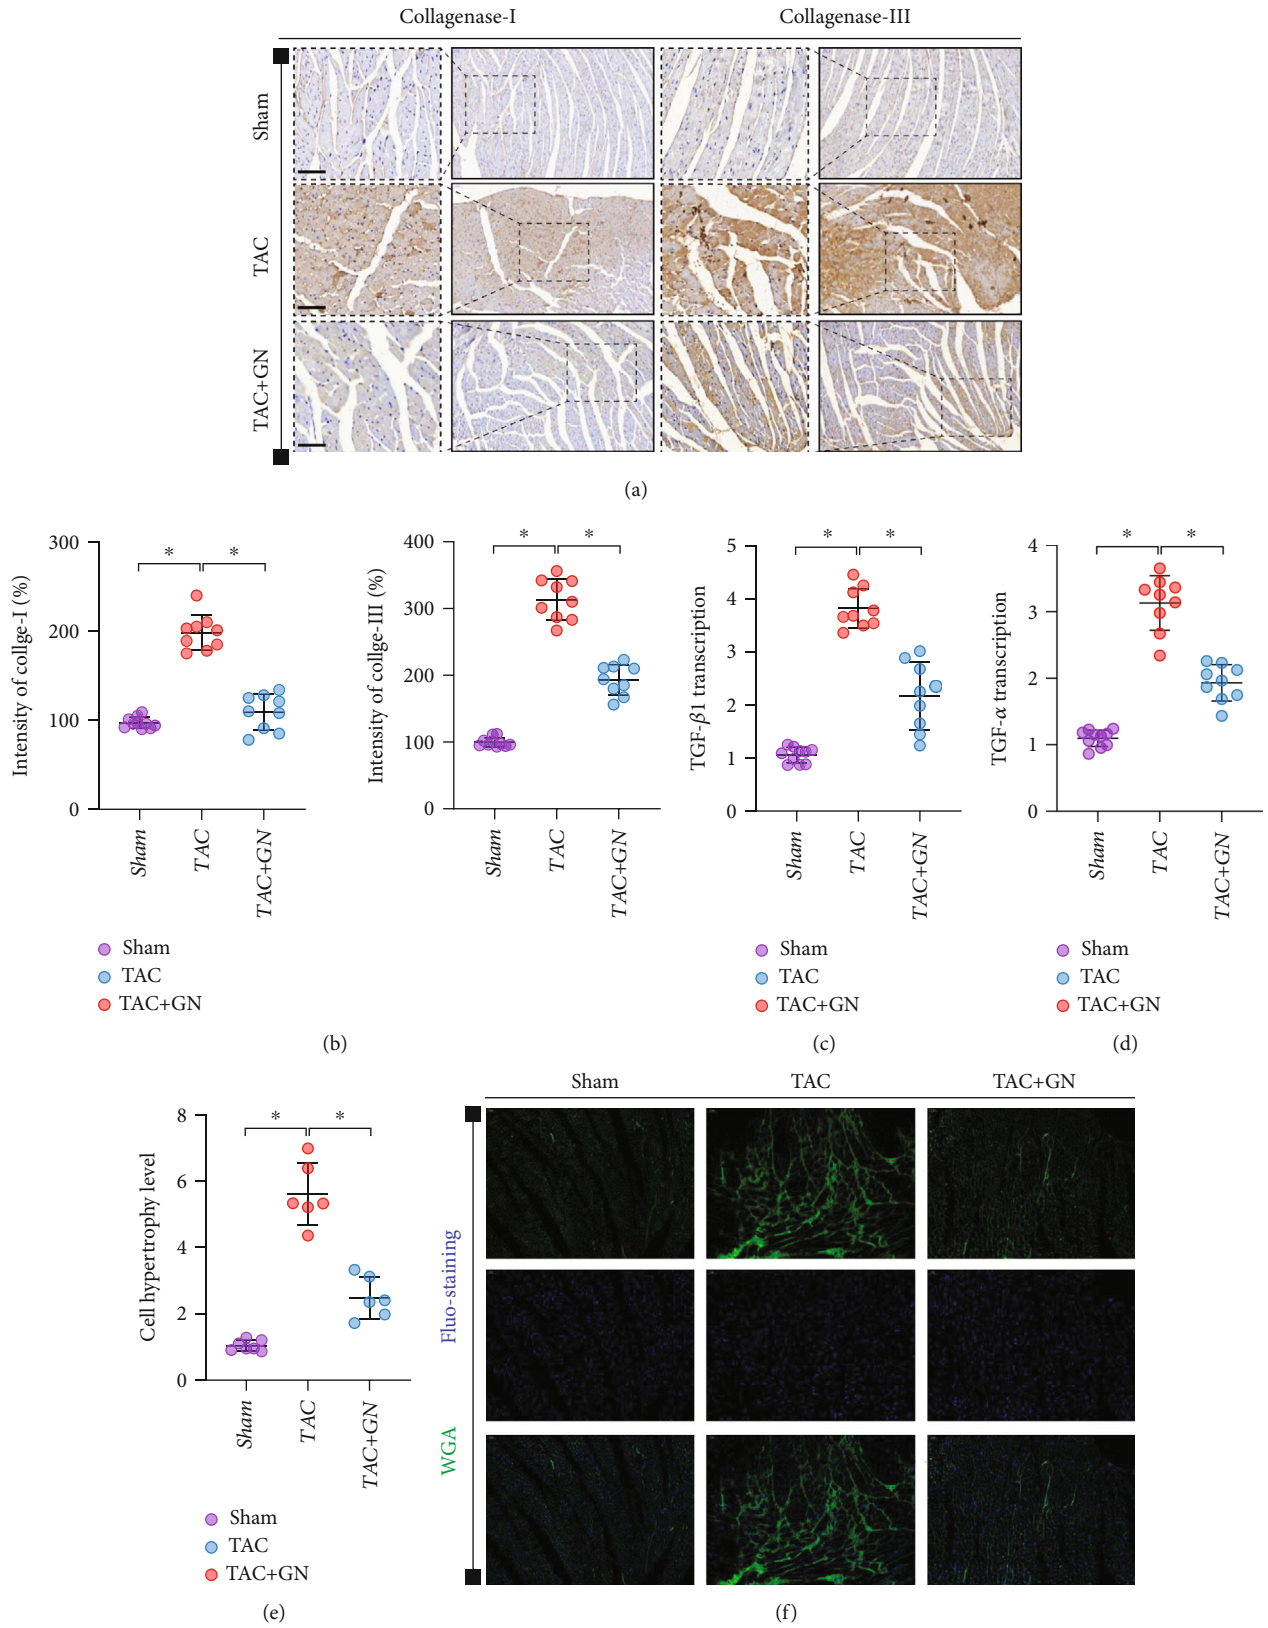 Collagenase-I Collagenase-III
Sham
TAC
TAC+GN
(a)
Intensity of collge-I (%)
300
200
100
0
* *
Sham
TAC
TAC+GN
Sham
TAC
TAC+GN
(b)
Intensity of collge-III (%)
400
300
200
100
0
* *
Sham
TAC
TAC+GN
TGF-β1 transcription
5
4
3
2
1
0
* *
Sham
TAC
TAC+GN
Sham
TAC
TAC+GN
(c)
TGF-α transcription
4
3
2
1
0
* *
Sham
TAC
TAC+GN
Sham
TAC
TAC+GN
(d)
Cell hypertrophy level
8
6
4
2
0
* *
Sham
TAC
TAC+GN
Sham
TAC
TAC+GN
(e)
Sham TAC TAC+GN
Fluo-staining
WGA
(f)